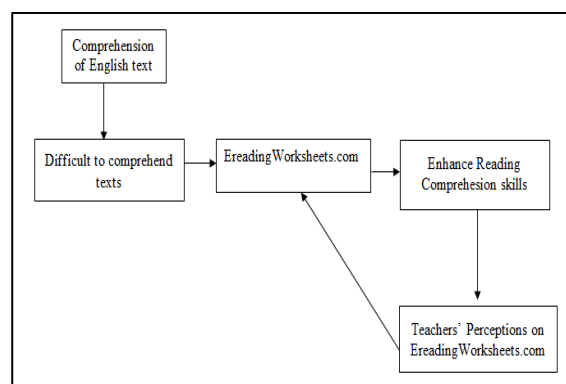 Comprehension
of English text
Difficult to comprehend
texts
EreadingWorksheets.com
Enhance Reading
Comprehesion skills
Teachers' Perceptions on
EreadingWorksheets.com